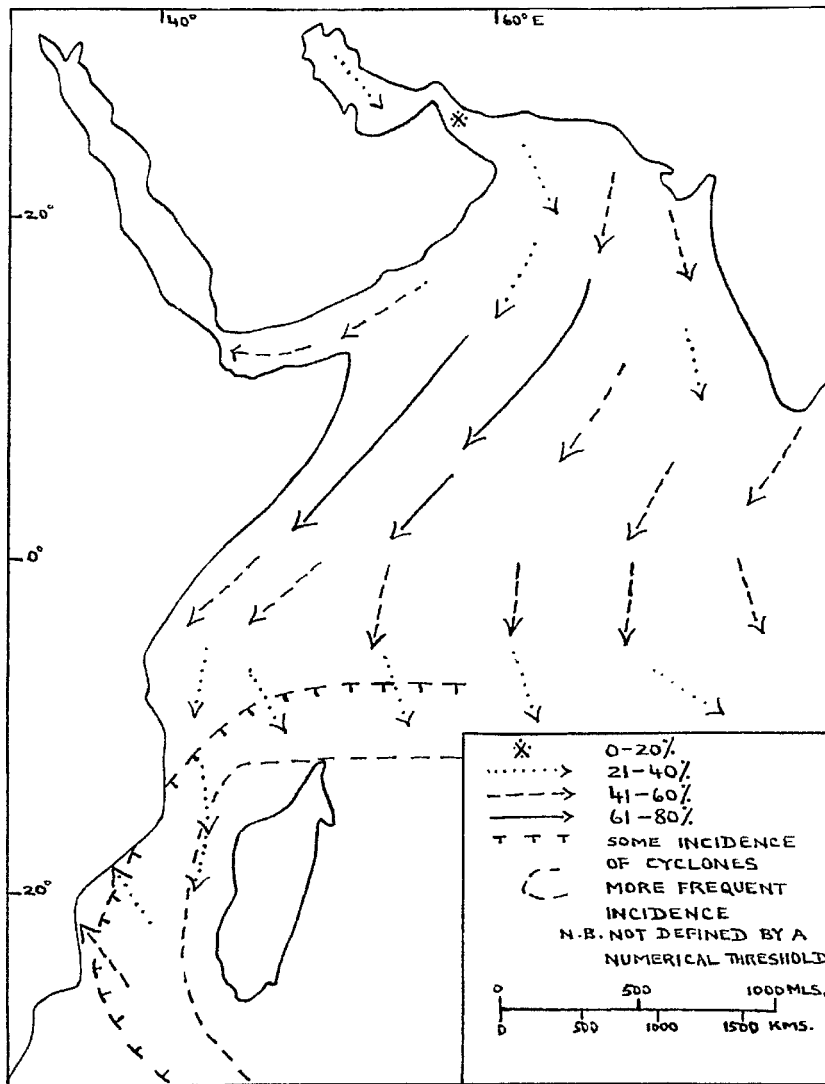 40°
60°E
20°
0°
20°
0-20%
21-40%
41-60%
61-80%
SOME INCIDENCE
OF CYCLONES
MORE FREQUENT
INCIDENCE
N.B. NOT DEFINED BY A
NUMERICAL THRESHOLD
0 500 1000 MLS.
0 500 1000 1500 KMS.